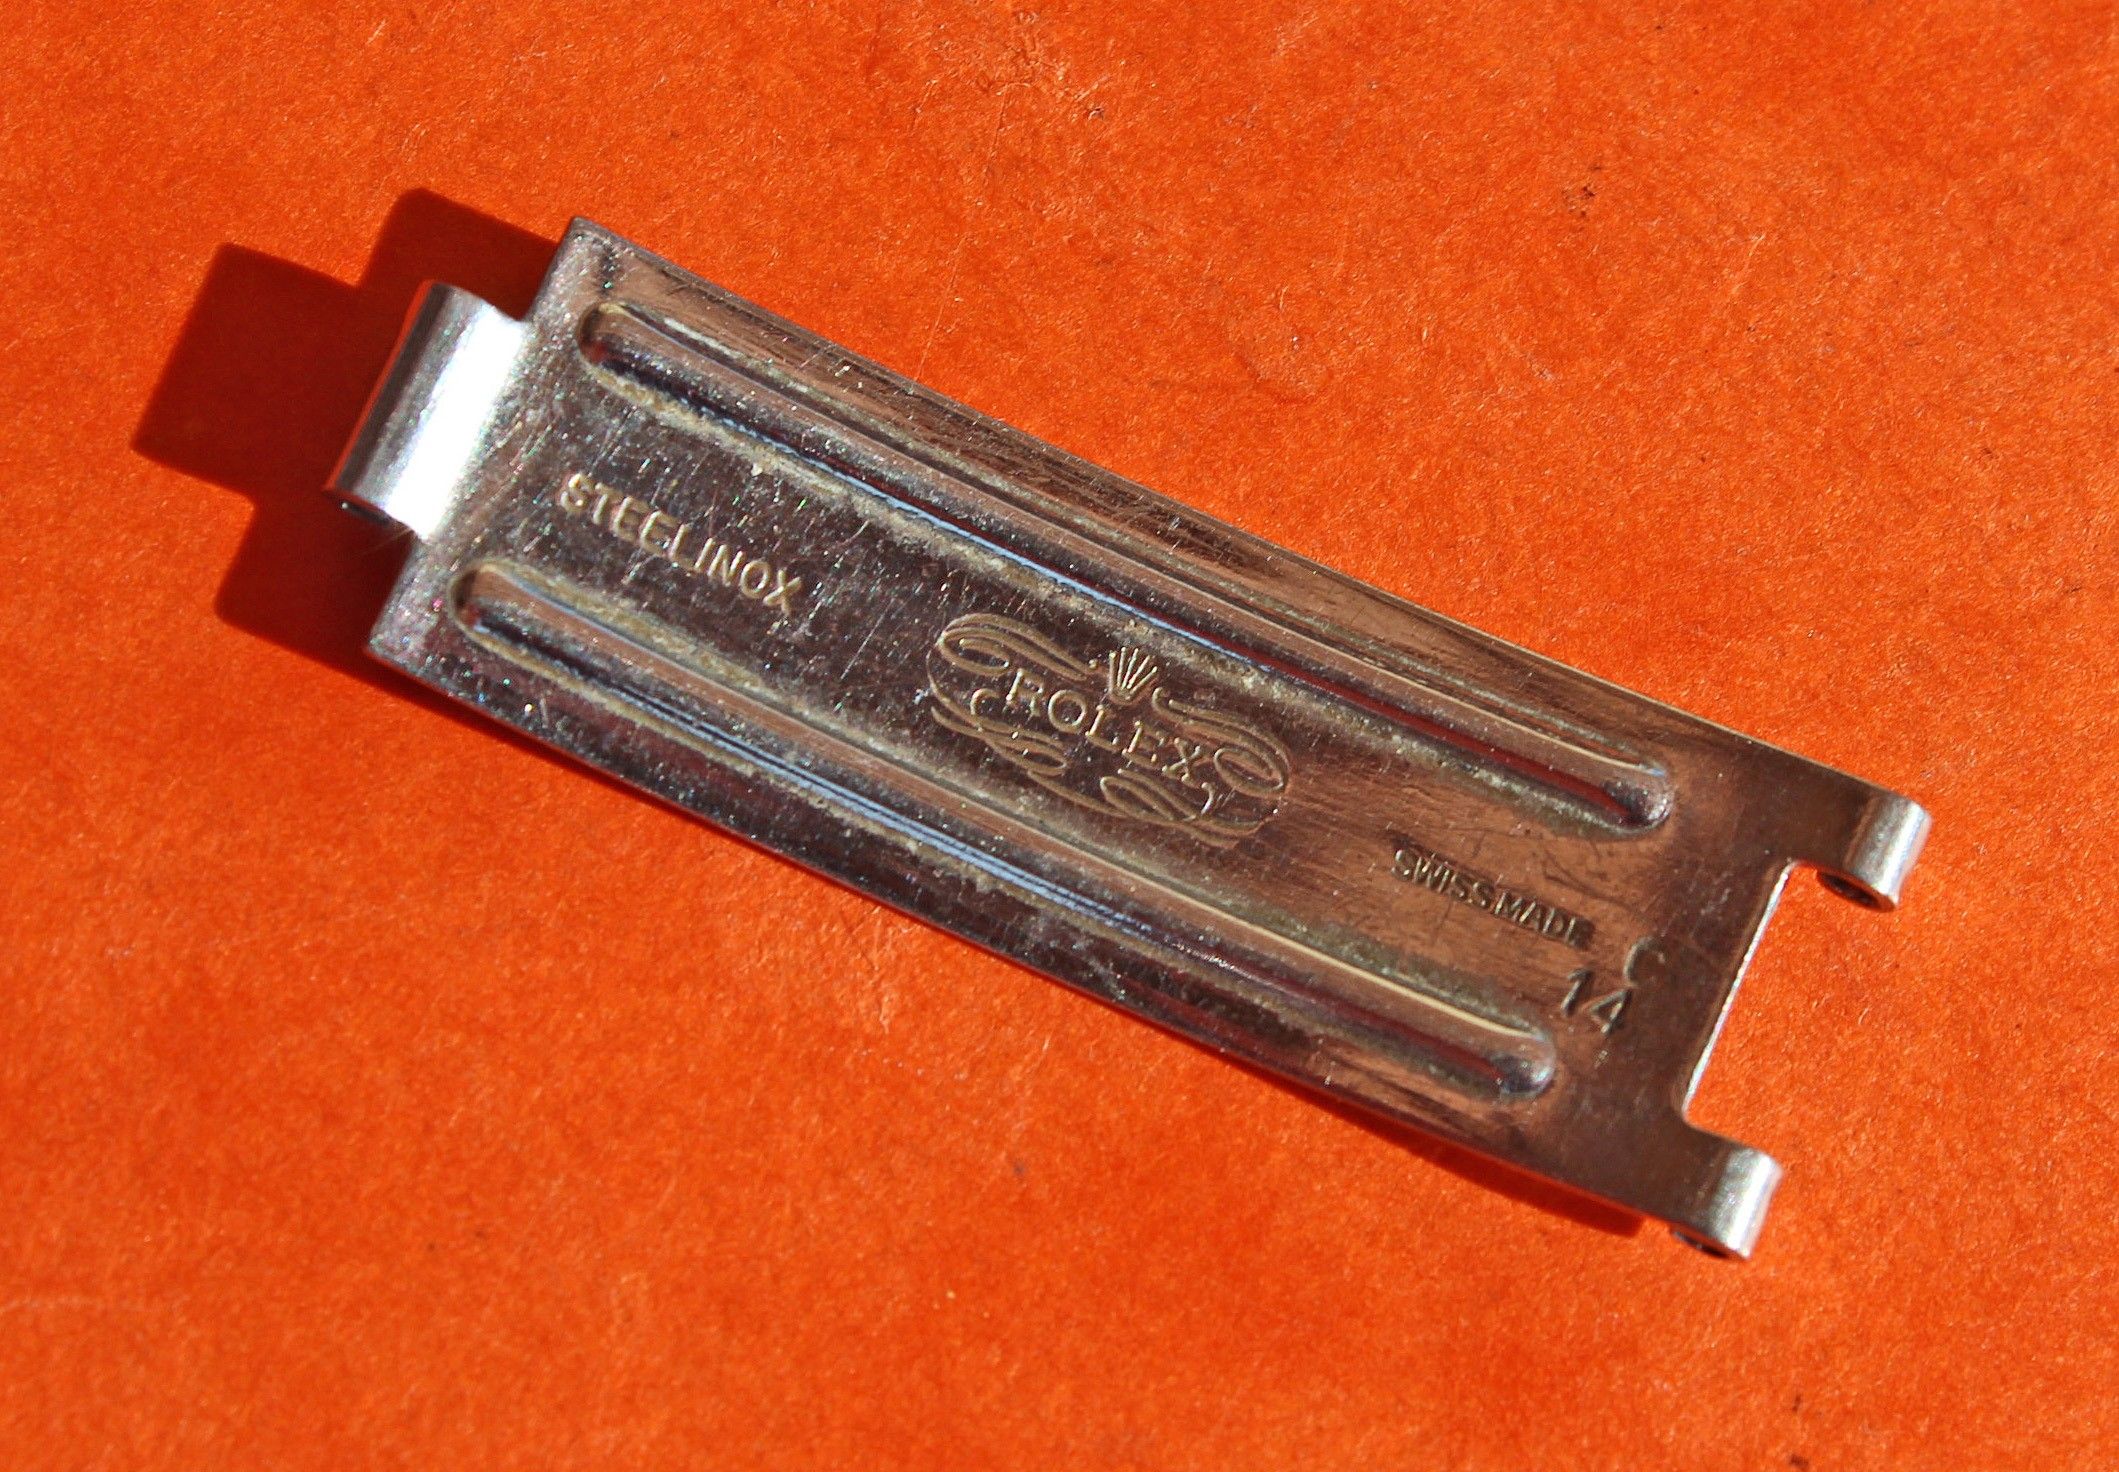 STEELINOX
ROLEX
SWISS MADE
C
14